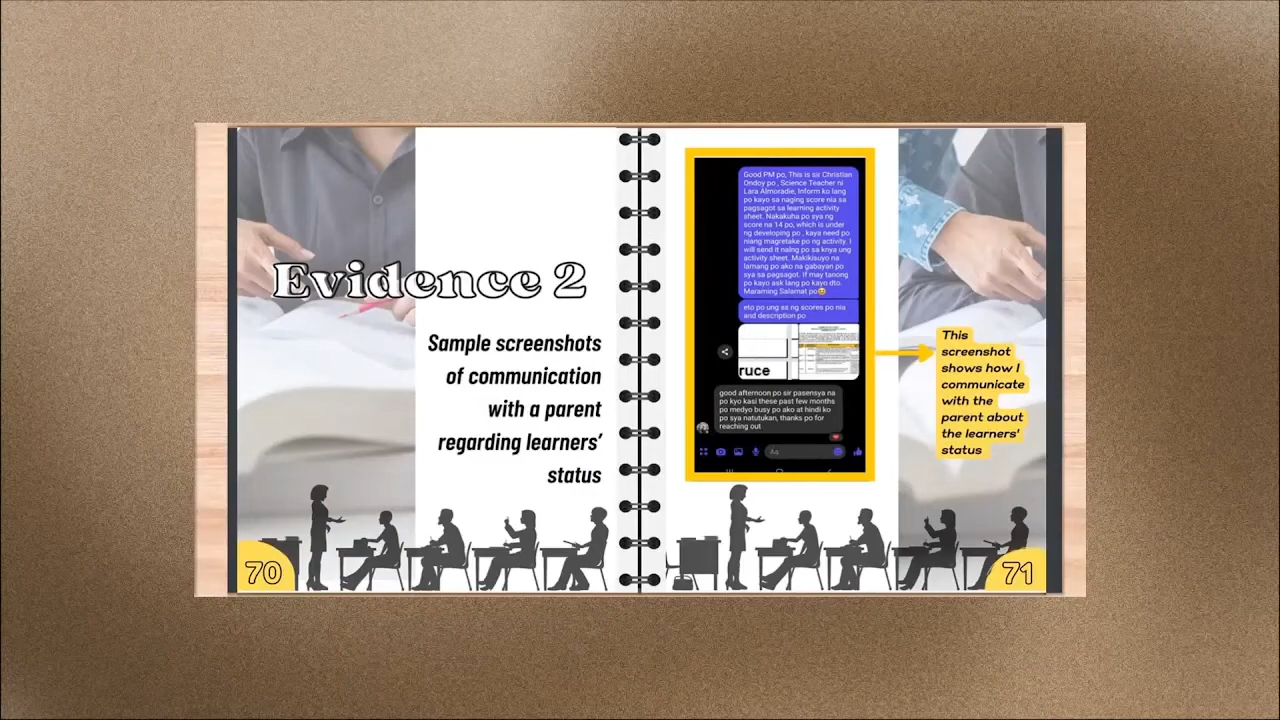 Evidence 2
Sample screenshots
of communication
with a parent
regarding learners'
status
70
Good PM po, This is sir Christian
Ondoy po , Science Teacher ni
Lara Almoradie, Inform ko lang
po kayo sa naging score nia sa
pagsagot sa learning activity
sheet. Nakakuha po sya ng
score na 14 po, which is under
ng developing po , kaya need po
niang magretake po ng activity. I
will send it nalng po sa knya ung
activity sheet. Makikisuyo na
lamang po ako na gabayan po
sya sa pagsagot. If may tanong
po kayo ask lang po kayo dto.
Maraming Salamat po😊
eto po ung sa ng scores po nia
and description po
ruce
good afternoon po sir pasensya na
po kyo kasi these past few months
po medyo busy po ako at hindi ko
po sya natutukan, thanks po for
reaching out
Aa
This
screenshot
shows how I
communicate
with the
parent about
the learners'
status
71